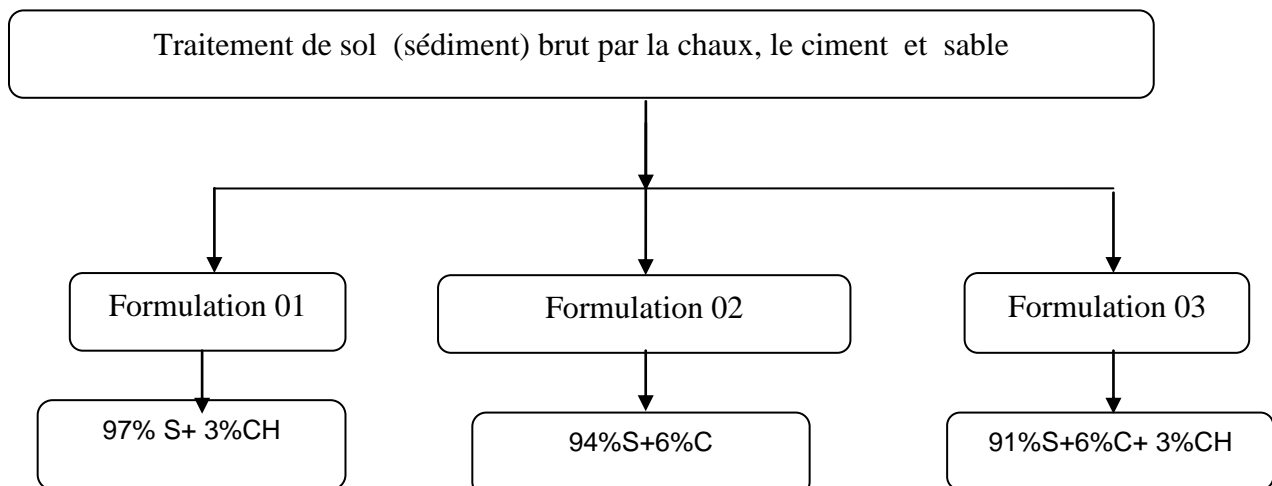 Traitement de sol (sédiment) brut par la chaux, le ciment et sable
Formulation 01
Formulation 02
Formulation 03
97% S+ 3%CH
94%S+6%C
91%S+6%C+ 3%CH